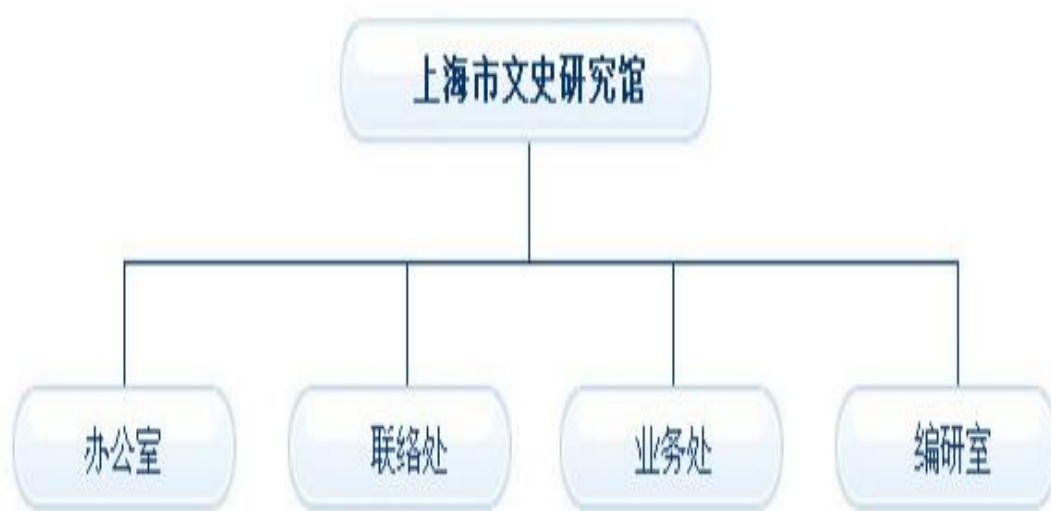 上海市文史研究馆
办公室
联络处
业务处
编研室